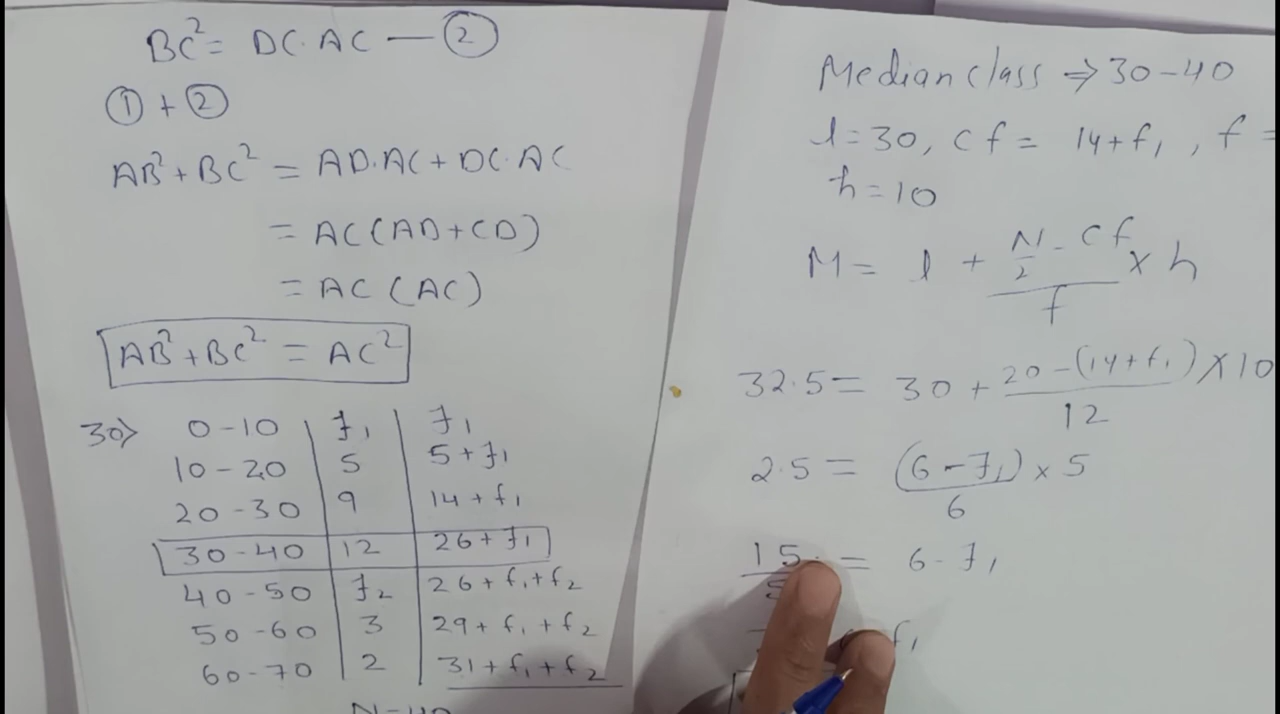 BC² = DC·AC — ②
① + ②
AB² + BC² = AD·AC + DC·AC
= AC(AD+CD)
= AC (AC)
AB² + BC² = AC²
30> 0-10 f₁ f₁
10-20 5 5+f₁
20-30 9 14+f₁
30-40 12 26+f₁
40-50 f₂ 26+f₁+f₂
50-60 3 29+f₁+f₂
60-70 2 31+f₁+f₂
N=40
Median class ⇒ 30-40
l=30, Cf = 14+f₁, f =
h=10
M = l + (N/2 - Cf)/f × h
32.5 = 30 + (20-(14+f₁))/12 × 10
2.5 = (6-f₁)/6 × 5
15/5 = 6-f₁
f₁